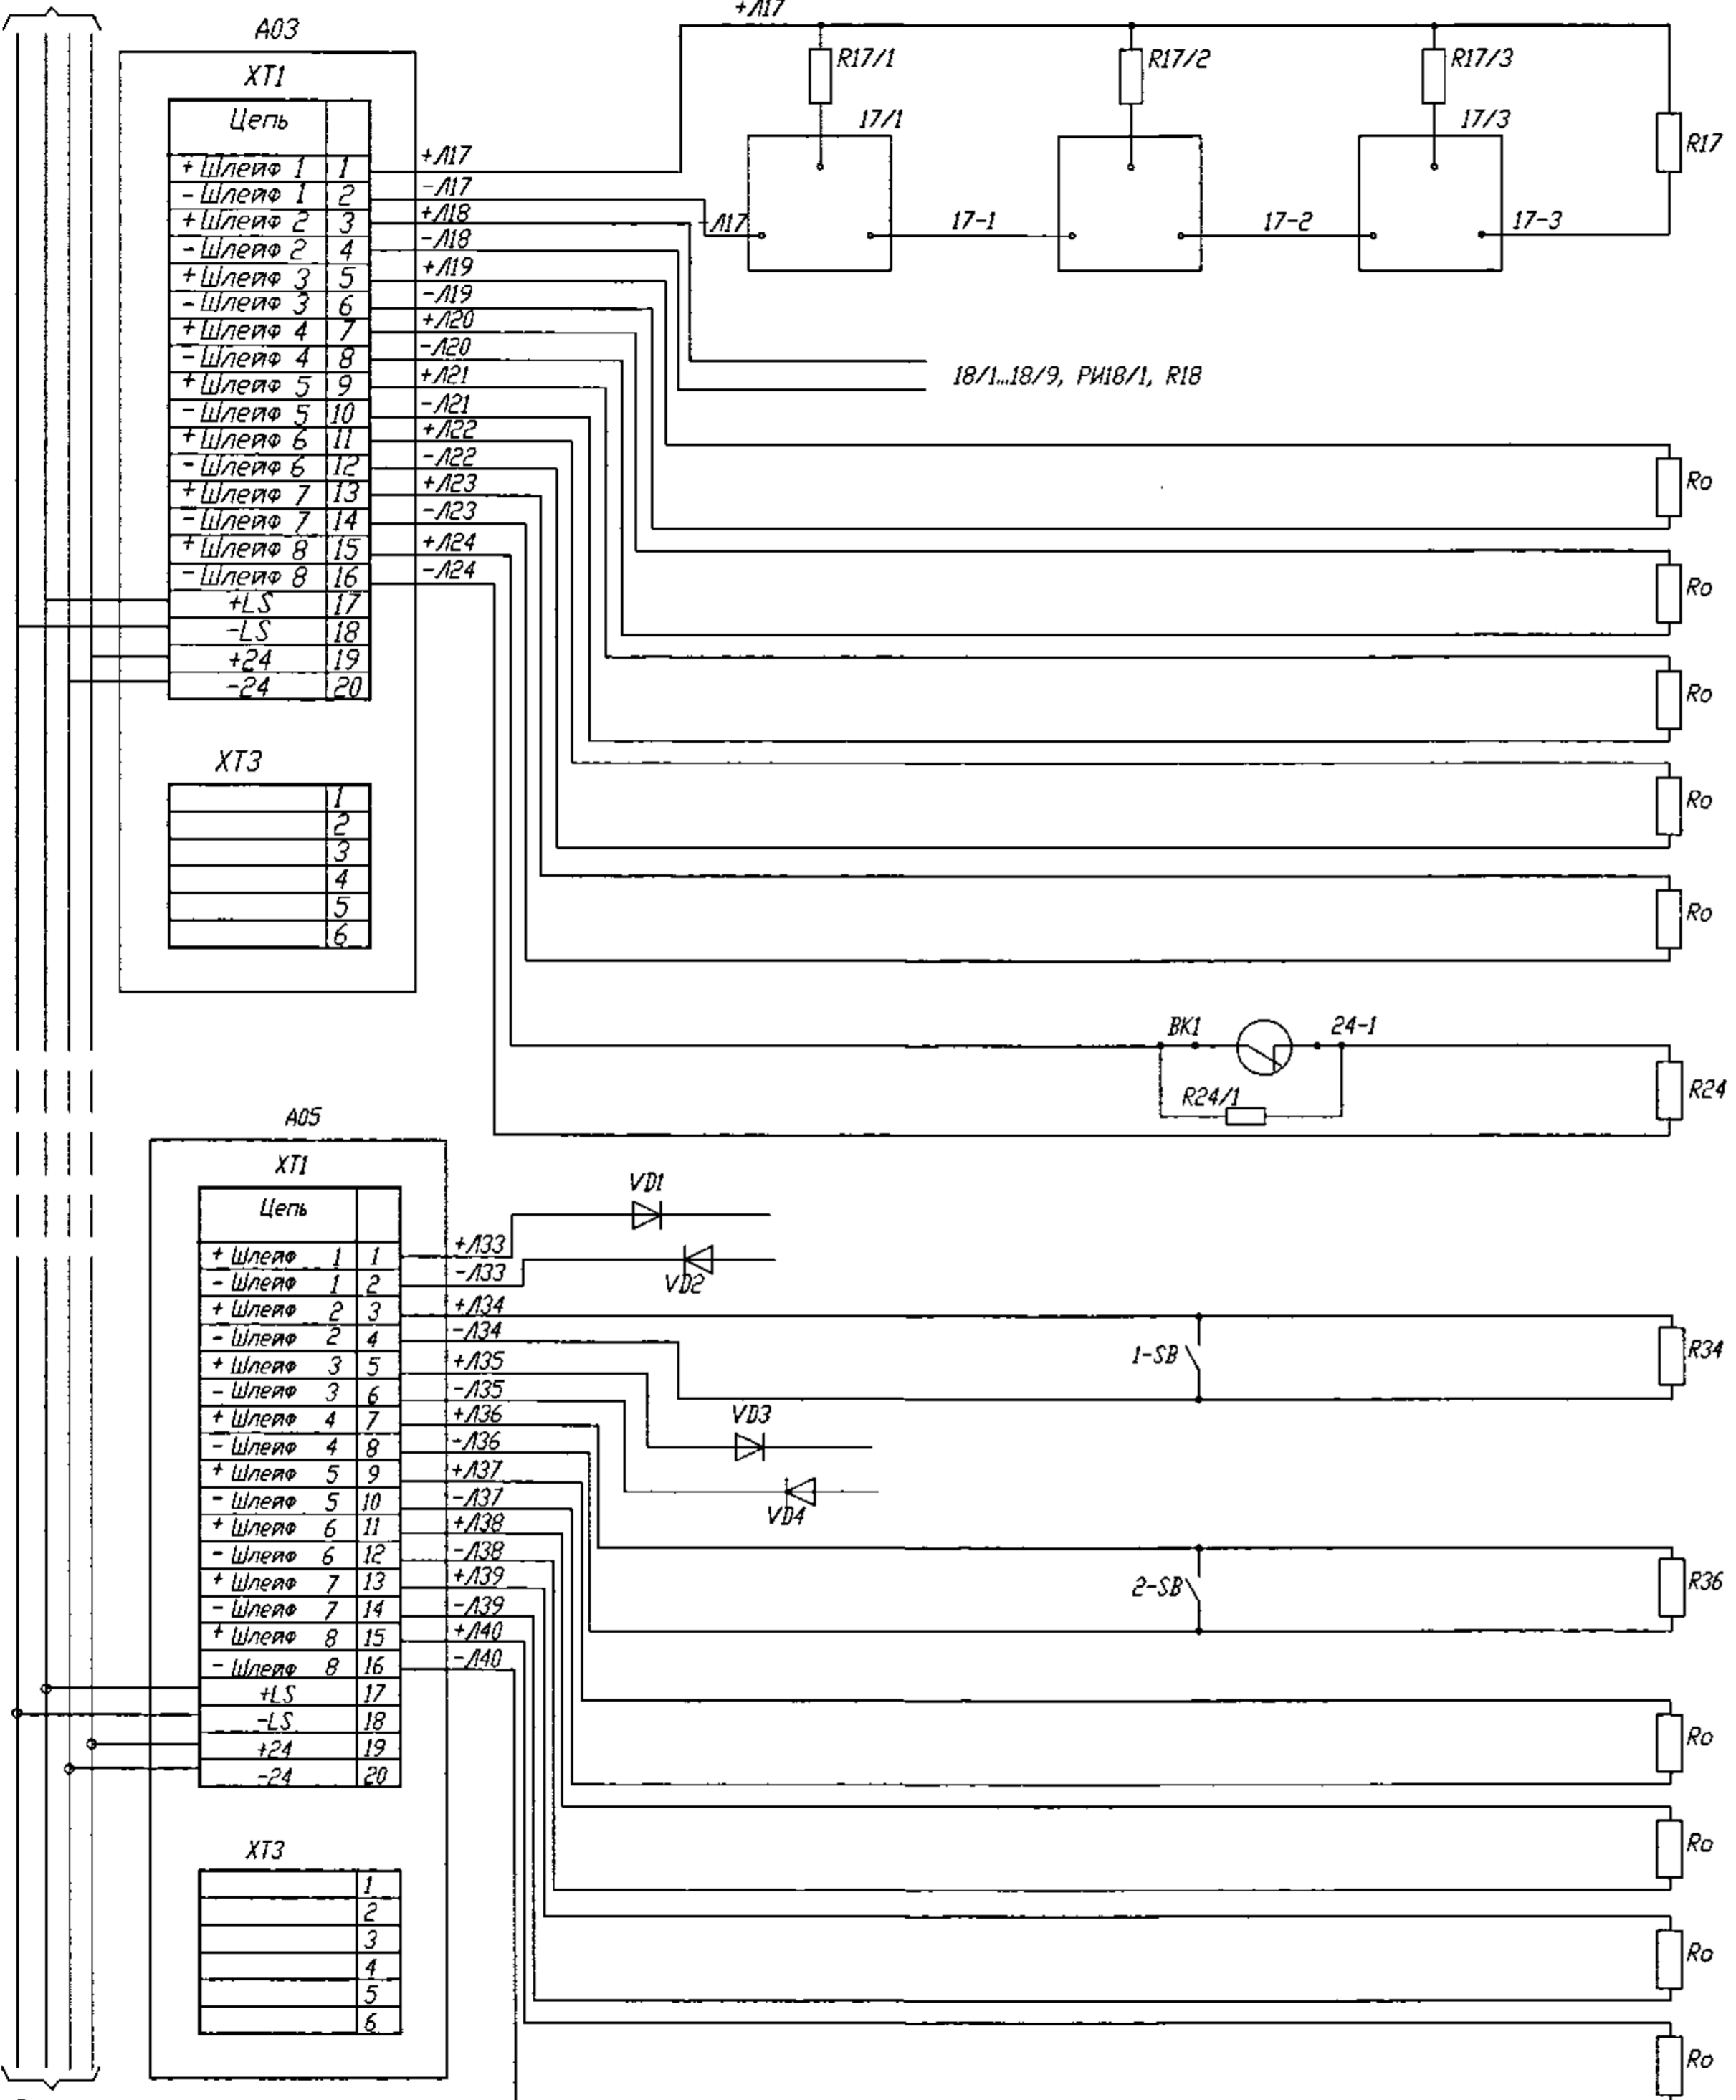 +Л17
А03
ХТ1
Цепь
+ Шлейф 1 1
- Шлейф 1 2
+ Шлейф 2 3
- Шлейф 2 4
+ Шлейф 3 5
- Шлейф 3 6
+ Шлейф 4 7
- Шлейф 4 8
+ Шлейф 5 9
- Шлейф 5 10
+ Шлейф 6 11
- Шлейф 6 12
+ Шлейф 7 13
- Шлейф 7 14
+ Шлейф 8 15
- Шлейф 8 16
+LS 17
-LS 18
+24 19
-24 20
+Л17
-Л17
+Л18
-Л18
+Л19
-Л19
+Л20
-Л20
+Л21
-Л21
+Л22
-Л22
+Л23
-Л23
+Л24
-Л24
R17/1
R17/2
R17/3
17/1
17/3
R17
-Л17
17-1
17-2
17-3
18/1...18/9, РИ18/1, R18
Ro
Ro
Ro
Ro
Ro
ХТ3
1
2
3
4
5
6
ВК1
24-1
R24/1
R24
А05
ХТ1
Цепь
+ Шлейф 1 1
- Шлейф 1 2
+ Шлейф 2 3
- Шлейф 2 4
+ Шлейф 3 5
- Шлейф 3 6
+ Шлейф 4 7
- Шлейф 4 8
+ Шлейф 5 9
- Шлейф 5 10
+ Шлейф 6 11
- Шлейф 6 12
+ Шлейф 7 13
- Шлейф 7 14
+ Шлейф 8 15
- Шлейф 8 16
+LS 17
-LS 18
+24 19
-24 20
+Л33
-Л33
+Л34
-Л34
+Л35
-Л35
+Л36
-Л36
+Л37
-Л37
+Л38
-Л38
+Л39
-Л39
+Л40
-Л40
VD1
VD2
1-SB
R34
VD3
VD4
2-SB
R36
Ro
Ro
Ro
Ro
ХТ3
1
2
3
4
5
6